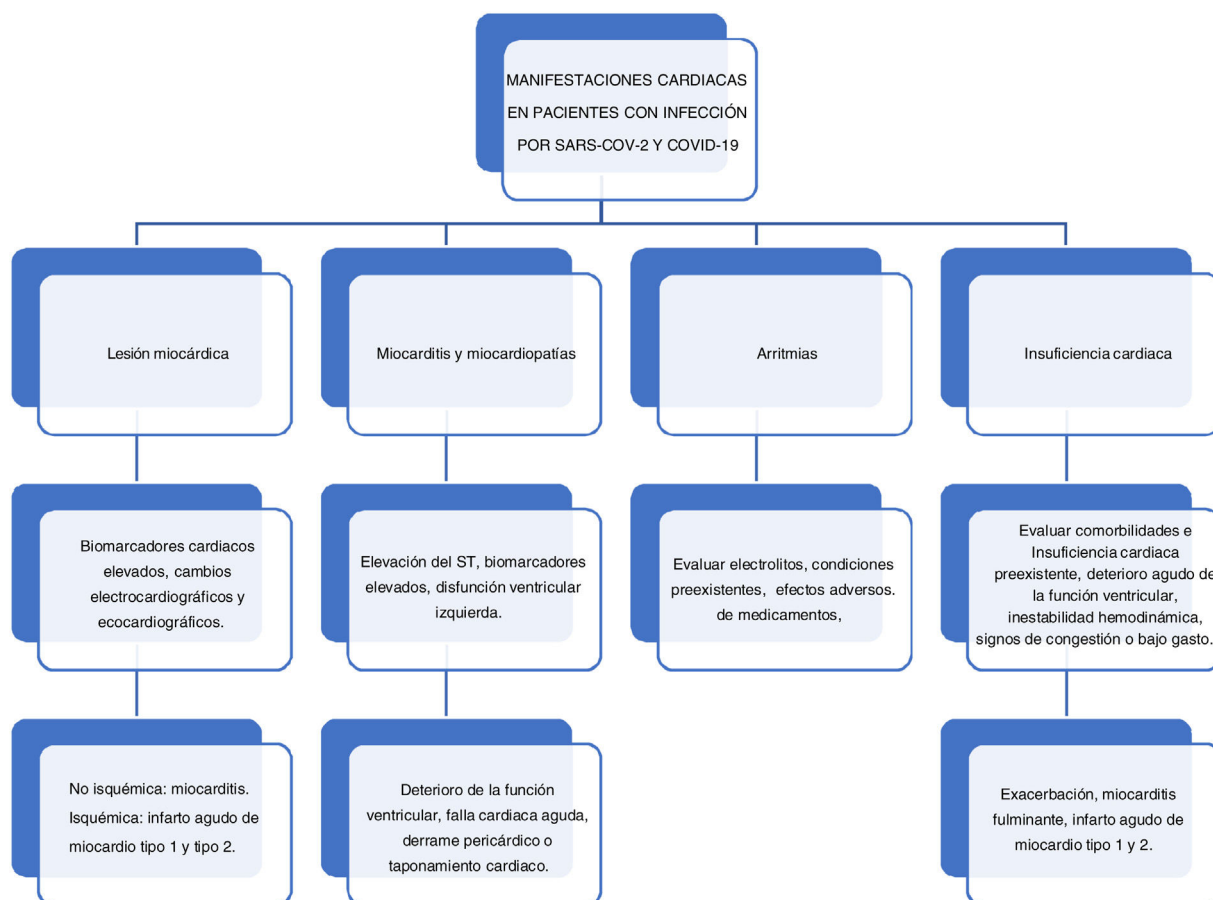 MANIFESTACIONES CARDIACAS
EN PACIENTES CON INFECCIÓN
POR SARS-COV-2 Y COVID-19
Lesión miocárdica
Miocarditis y miocardiopatías
Arritmias
Insuficiencia cardiaca
Biomarcadores cardiacos
elevados, cambios
electrocardiográficos y
ecocardiográficos.
Elevación del ST, biomarcadores
elevados, disfunción ventricular
izquierda.
Evaluar electrolitos, condiciones
preexistentes, efectos adversos.
de medicamentos,
Evaluar comorbilidades e
Insuficiencia cardiaca
preexistente, deterioro agudo de
la función ventricular,
inestabilidad hemodinámica,
signos de congestión o bajo gasto.
No isquémica: miocarditis.
Isquémica: infarto agudo de
miocardio tipo 1 y tipo 2.
Deterioro de la función
ventricular, falla cardiaca aguda,
derrame pericárdico o
taponamiento cardiaco.
Exacerbación, miocarditis
fulminante, infarto agudo de
miocardio tipo 1 y 2.